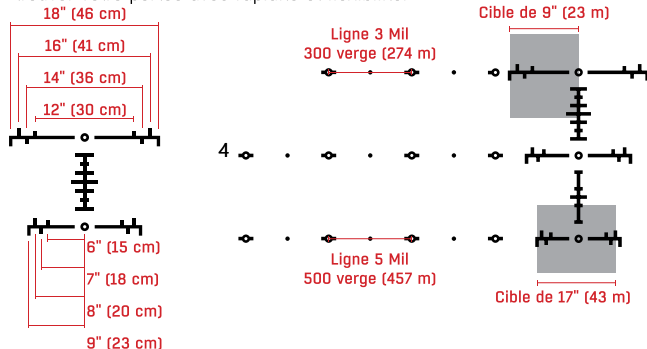 18" (46 cm)
16" (41 cm)
14" (36 cm)
12" (30 cm)
6" (15 cm)
7" (18 cm)
8" (20 cm)
9" (23 cm)
Ligne 3 Mil
300 verge (274 m)
Cible de 9" (23 m)
4
Ligne 5 Mil
500 verge (457 m)
Cible de 17" (43 m)